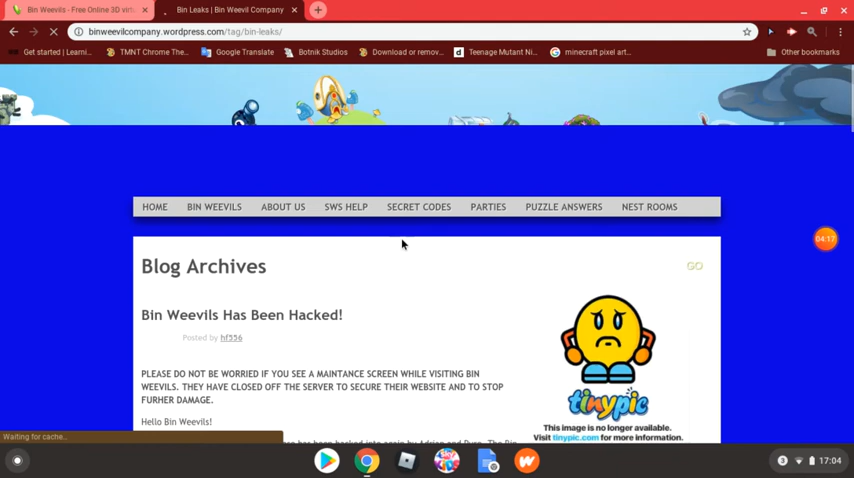 Bin Weevils - Free Online 3D virt
Bin Leaks | Bin Weevil Company
binweevilcompany.wordpress.com/tag/bin-leaks/
Get started | Learni...
TMNT Chrome The...
Google Translate
Botnik Studios
Download or remov...
Teenage Mutant Ni...
minecraft pixel art...
Other bookmarks
HOME BIN WEEVILS ABOUT US SWS HELP SECRET CODES PARTIES PUZZLE ANSWERS NEST ROOMS
04:17
Blog Archives
GO
Bin Weevils Has Been Hacked!
Posted by hf556
PLEASE DO NOT BE WORRIED IF YOU SEE A MAINTANCE SCREEN WHILE VISITING BIN
WEEVILS. THEY HAVE CLOSED OFF THE SERVER TO SECURE THEIR WEBSITE AND TO STOP
FURHER DAMAGE.
Hello Bin Weevils!
tinypic
This image is no longer available.
Visit tinypic.com for more information.
Waiting for cache...
3 17:04